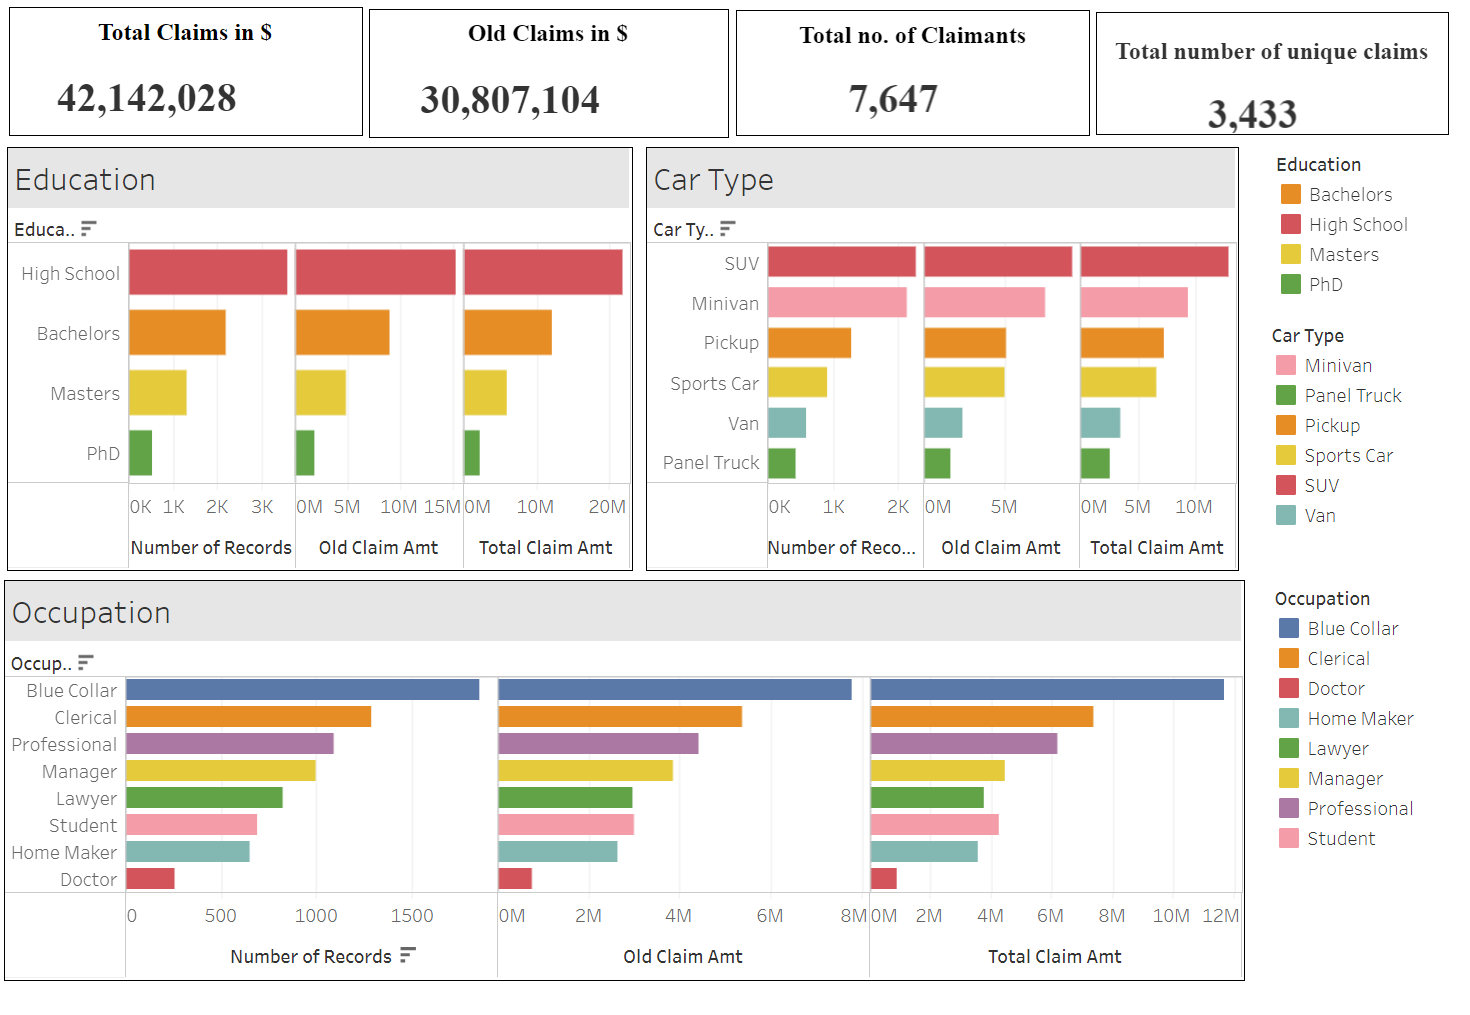 Total Claims in $
42,142,028
Old Claims in $
30,807,104
Total no. of Claimants
7,647
Total number of unique claims
3,433
Education
Educa..
High School
Bachelors
Masters
PhD
0K 1K 2K 3K 0M 5M 10M 15M 0M 10M 20M
Number of Records Old Claim Amt Total Claim Amt
Car Type
Car Ty..
SUV
Minivan
Pickup
Sports Car
Van
Panel Truck
0K 1K 2K 0M 5M 0M 5M 10M
Number of Reco... Old Claim Amt Total Claim Amt
Education
Bachelors
High School
Masters
PhD
Car Type
Minivan
Panel Truck
Pickup
Sports Car
SUV
Van
Occupation
Occup..
Blue Collar
Clerical
Professional
Manager
Lawyer
Student
Home Maker
Doctor
0 500 1000 1500 0M 2M 4M 6M 8M 0M 2M 4M 6M 8M 10M 12M
Number of Records Old Claim Amt Total Claim Amt
Occupation
Blue Collar
Clerical
Doctor
Home Maker
Lawyer
Manager
Professional
Student